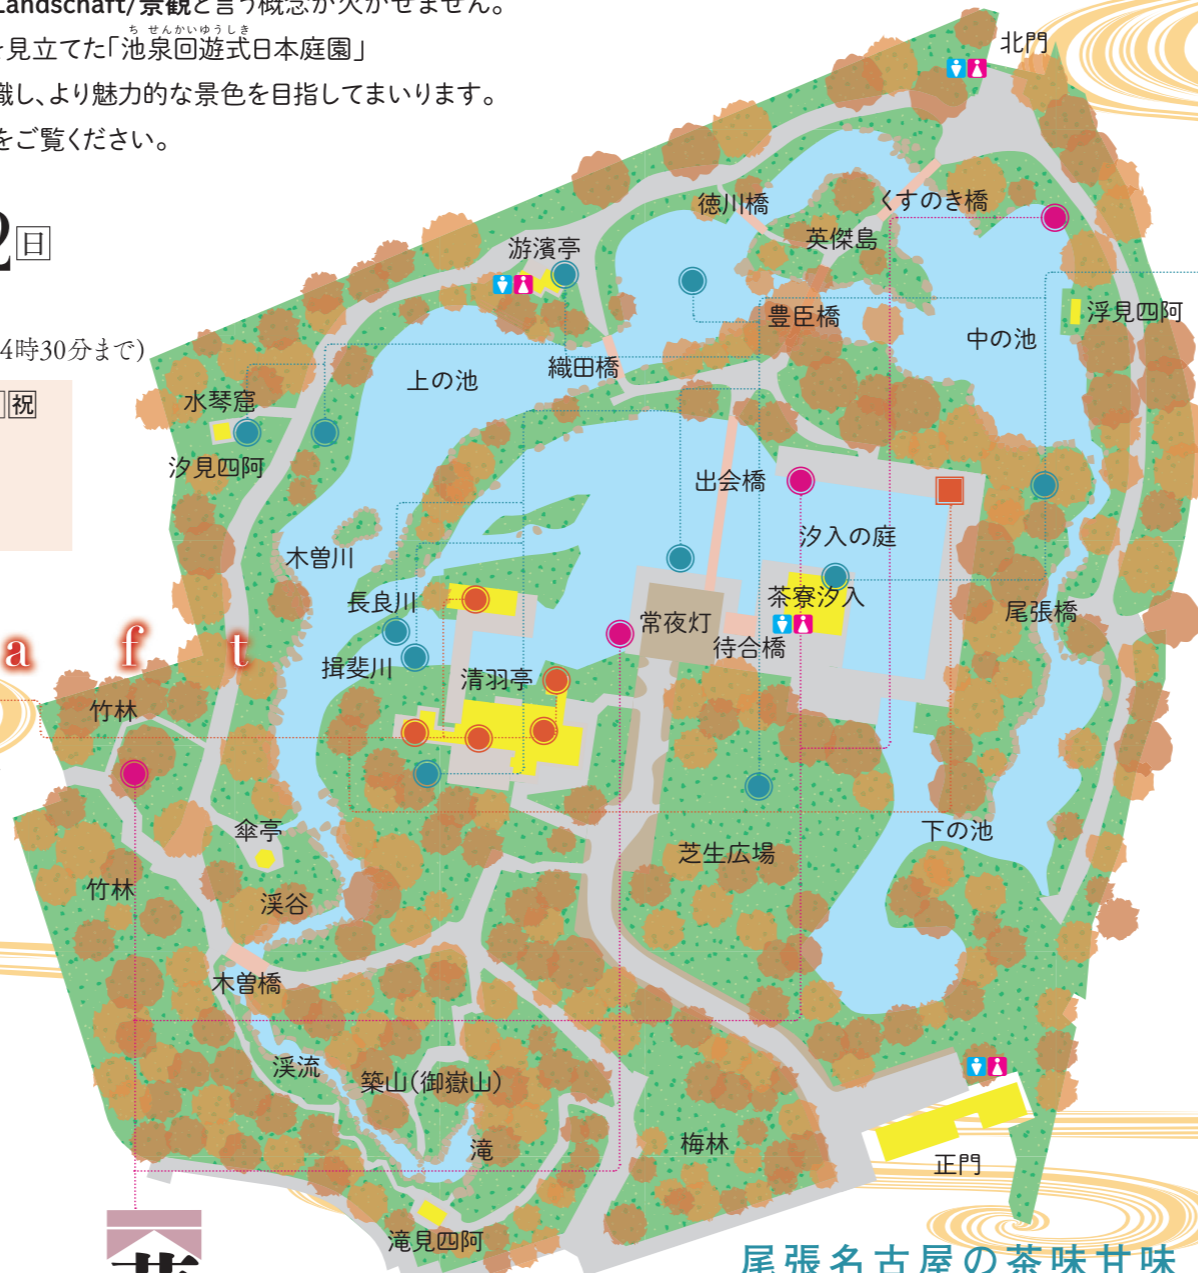 Landschaft/景観と言う概念が欠かせません。
を見立てた「池泉回遊式日本庭園」
ち せんかいゆうしき
識し、より魅力的な景色を目指してまいります。
をご覧ください。
2日
4時30分まで)
祝
a f t
北門
徳川橋
くすのき橋
英傑島
游濱亭
豊臣橋
浮見四阿
中の池
織田橋
上の池
水琴窟
汐見四阿
出会橋
汐入の庭
木曽川
長良川
茶寮汐入
常夜灯
尾張橋
待合橋
揖斐川
清羽亭
竹林
傘亭
下の池
芝生広場
竹林
渓谷
木曽橋
渓流
築山(御嶽山)
滝
梅林
正門
滝見四阿
尾張名古屋の茶味甘味